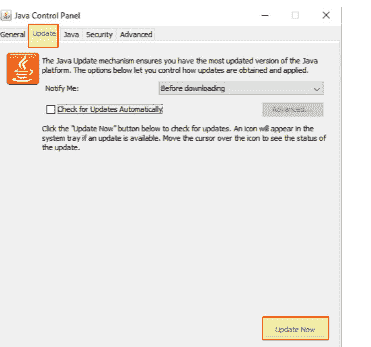 Java Control Panel
General Update Java Security Advanced
The Java Update mechanism ensures you have the most updated version of the Java
platform. The options below let you control how updates are obtained and applied.
Notify Me: Before downloading
Check for Updates Automatically Advanced...
Click the "Update Now" button below to check for updates. An icon will appear in the
system tray if an update is available. Move the cursor over the icon to see the status of
the update.
Update Now